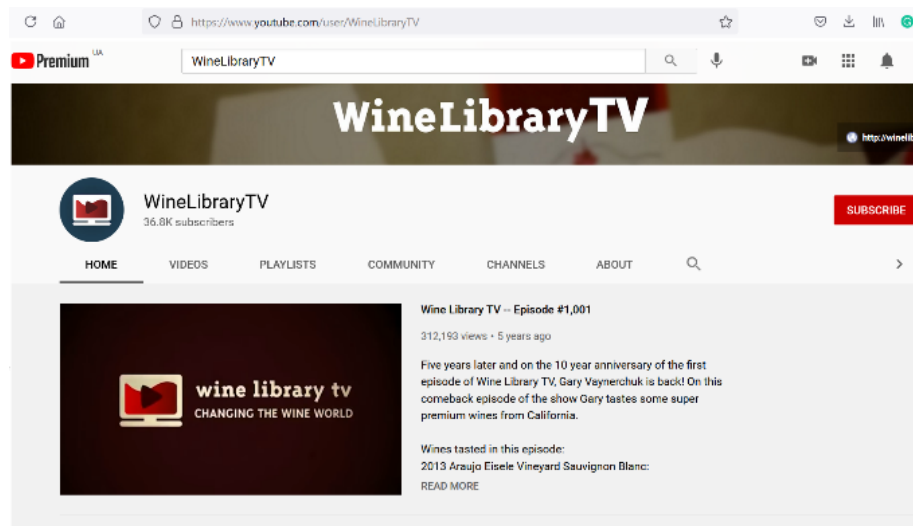 https://www.youtube.com/user/WineLibraryTV
Premium UA
WineLibraryTV
WineLibraryTV
http://winelib
WineLibraryTV
36.8K subscribers
SUBSCRIBE
HOME VIDEOS PLAYLISTS COMMUNITY CHANNELS ABOUT
wine library tv
CHANGING THE WINE WORLD
Wine Library TV -- Episode #1,001
312,193 views • 5 years ago
Five years later and on the 10 year anniversary of the first
episode of Wine Library TV, Gary Vaynerchuk is back! On this
comeback episode of the show Gary tastes some super
premium wines from California.
Wines tasted in this episode:
2013 Araujo Eisele Vineyard Sauvignon Blanc:
READ MORE